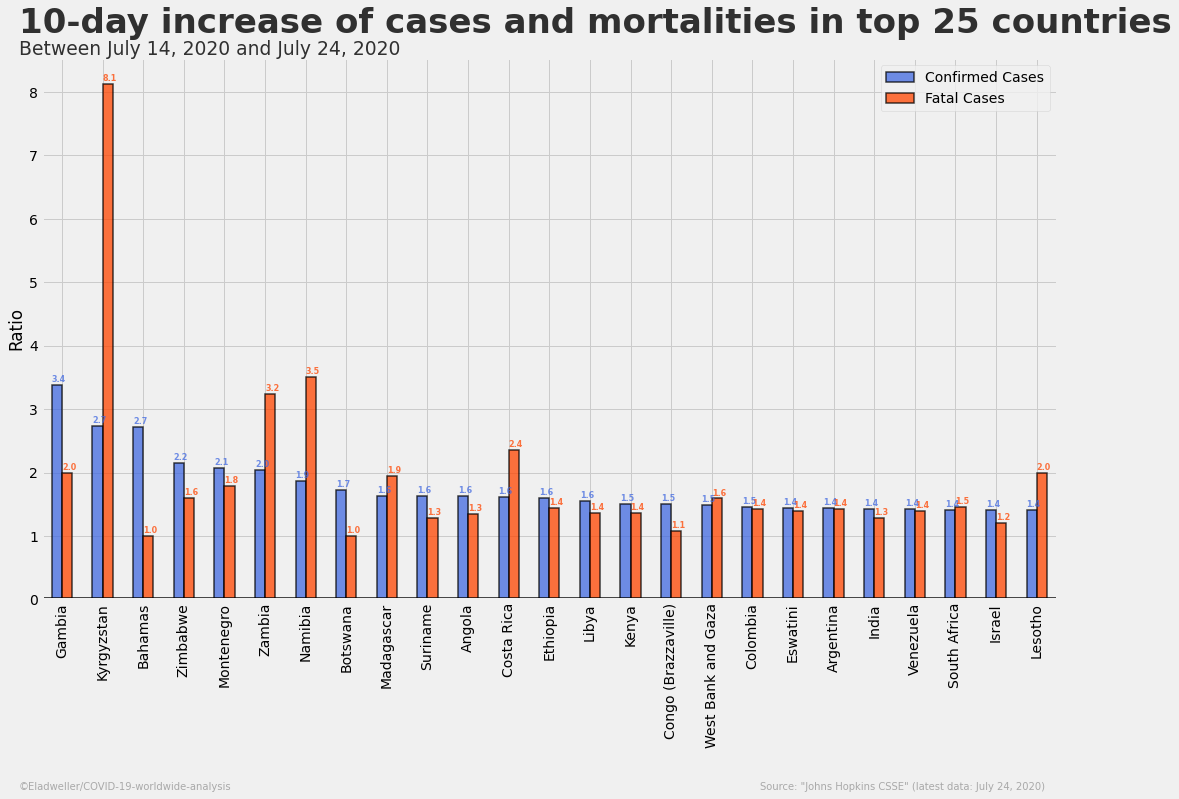 10-day increase of cases and mortalities in top 25 countries
Between July 14, 2020 and July 24, 2020
Confirmed Cases
Fatal Cases
Ratio
8
7
6
5
4
3
2
1
0
3.4 2.0
2.7 8.1
2.7 1.0
2.2 1.6
2.1 1.8
3.2
3.5
1.7 1.0
1.9
1.6 1.3
1.6 1.3
1.6 2.4
1.6 1.4
1.6 1.4
1.5 1.4
1.5 1.1
1.6
1.5 1.4
1.4 1.4
1.4 1.4
1.4 1.3
1.4 1.4
1.4 1.5
1.4 1.2
1.4 2.0
Gambia
Kyrgyzstan
Bahamas
Zimbabwe
Montenegro
Zambia
Namibia
Botswana
Madagascar
Suriname
Angola
Costa Rica
Ethiopia
Libya
Kenya
Congo (Brazzaville)
West Bank and Gaza
Colombia
Eswatini
Argentina
India
Venezuela
South Africa
Israel
Lesotho
©Eladweller/COVID-19-worldwide-analysis
Source: "Johns Hopkins CSSE" (latest data: July 24, 2020)